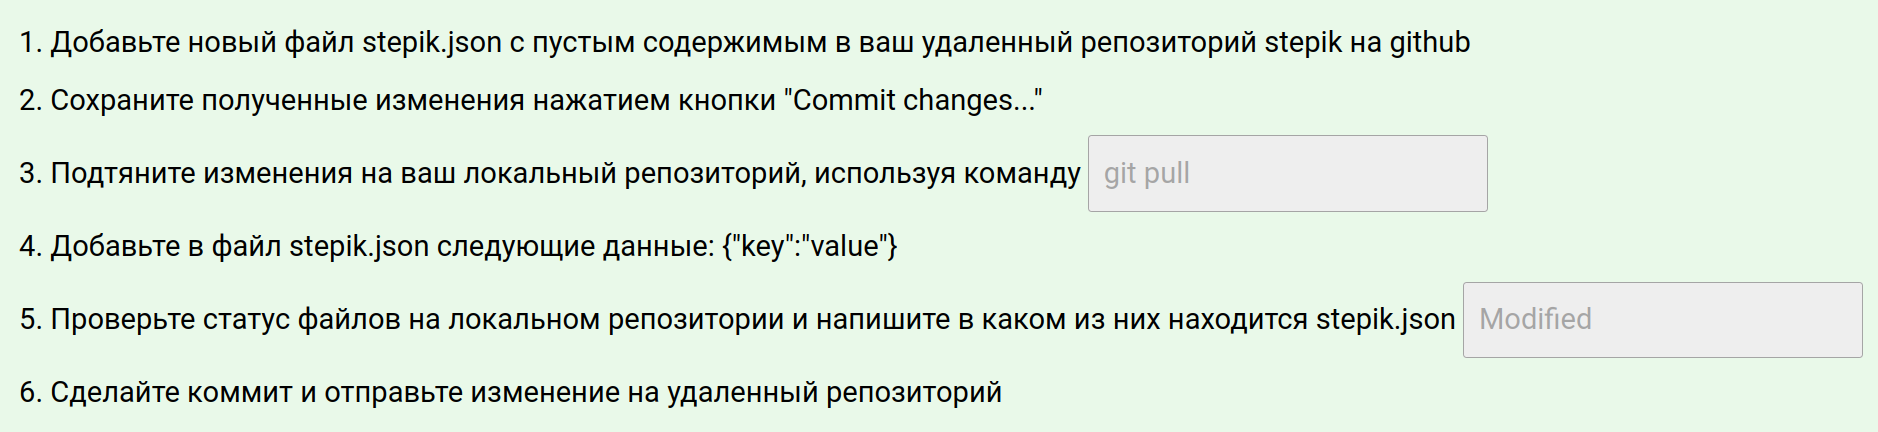 1. Добавьте новый файл stepik.json с пустым содержимым в ваш удаленный репозиторий stepik на github
2. Сохраните полученные изменения нажатием кнопки "Commit changes..."
3. Подтяните изменения на ваш локальный репозиторий, используя команду git pull
4. Добавьте в файл stepik.json следующие данные: {"key":"value"}
5. Проверьте статус файлов на локальном репозитории и напишите в каком из них находится stepik.json Modified
6. Сделайте коммит и отправьте изменение на удаленный репозиторий